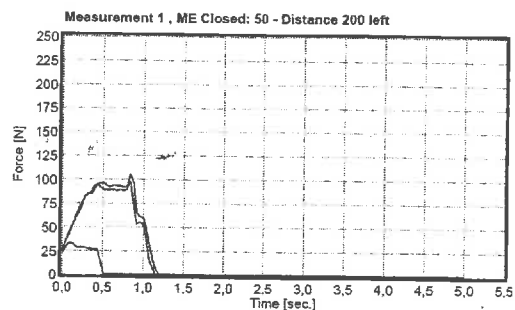 Measurement 1 , ME Closed: 50 - Distance 200 left
Force [N]
250
225
200
175
150
125
100
75
50
25
0
0,0 0,5 1,0 1.5 2,0 2,5 3,0 3,5 4,0 4,5 5,0 5,5
Time [sec.]